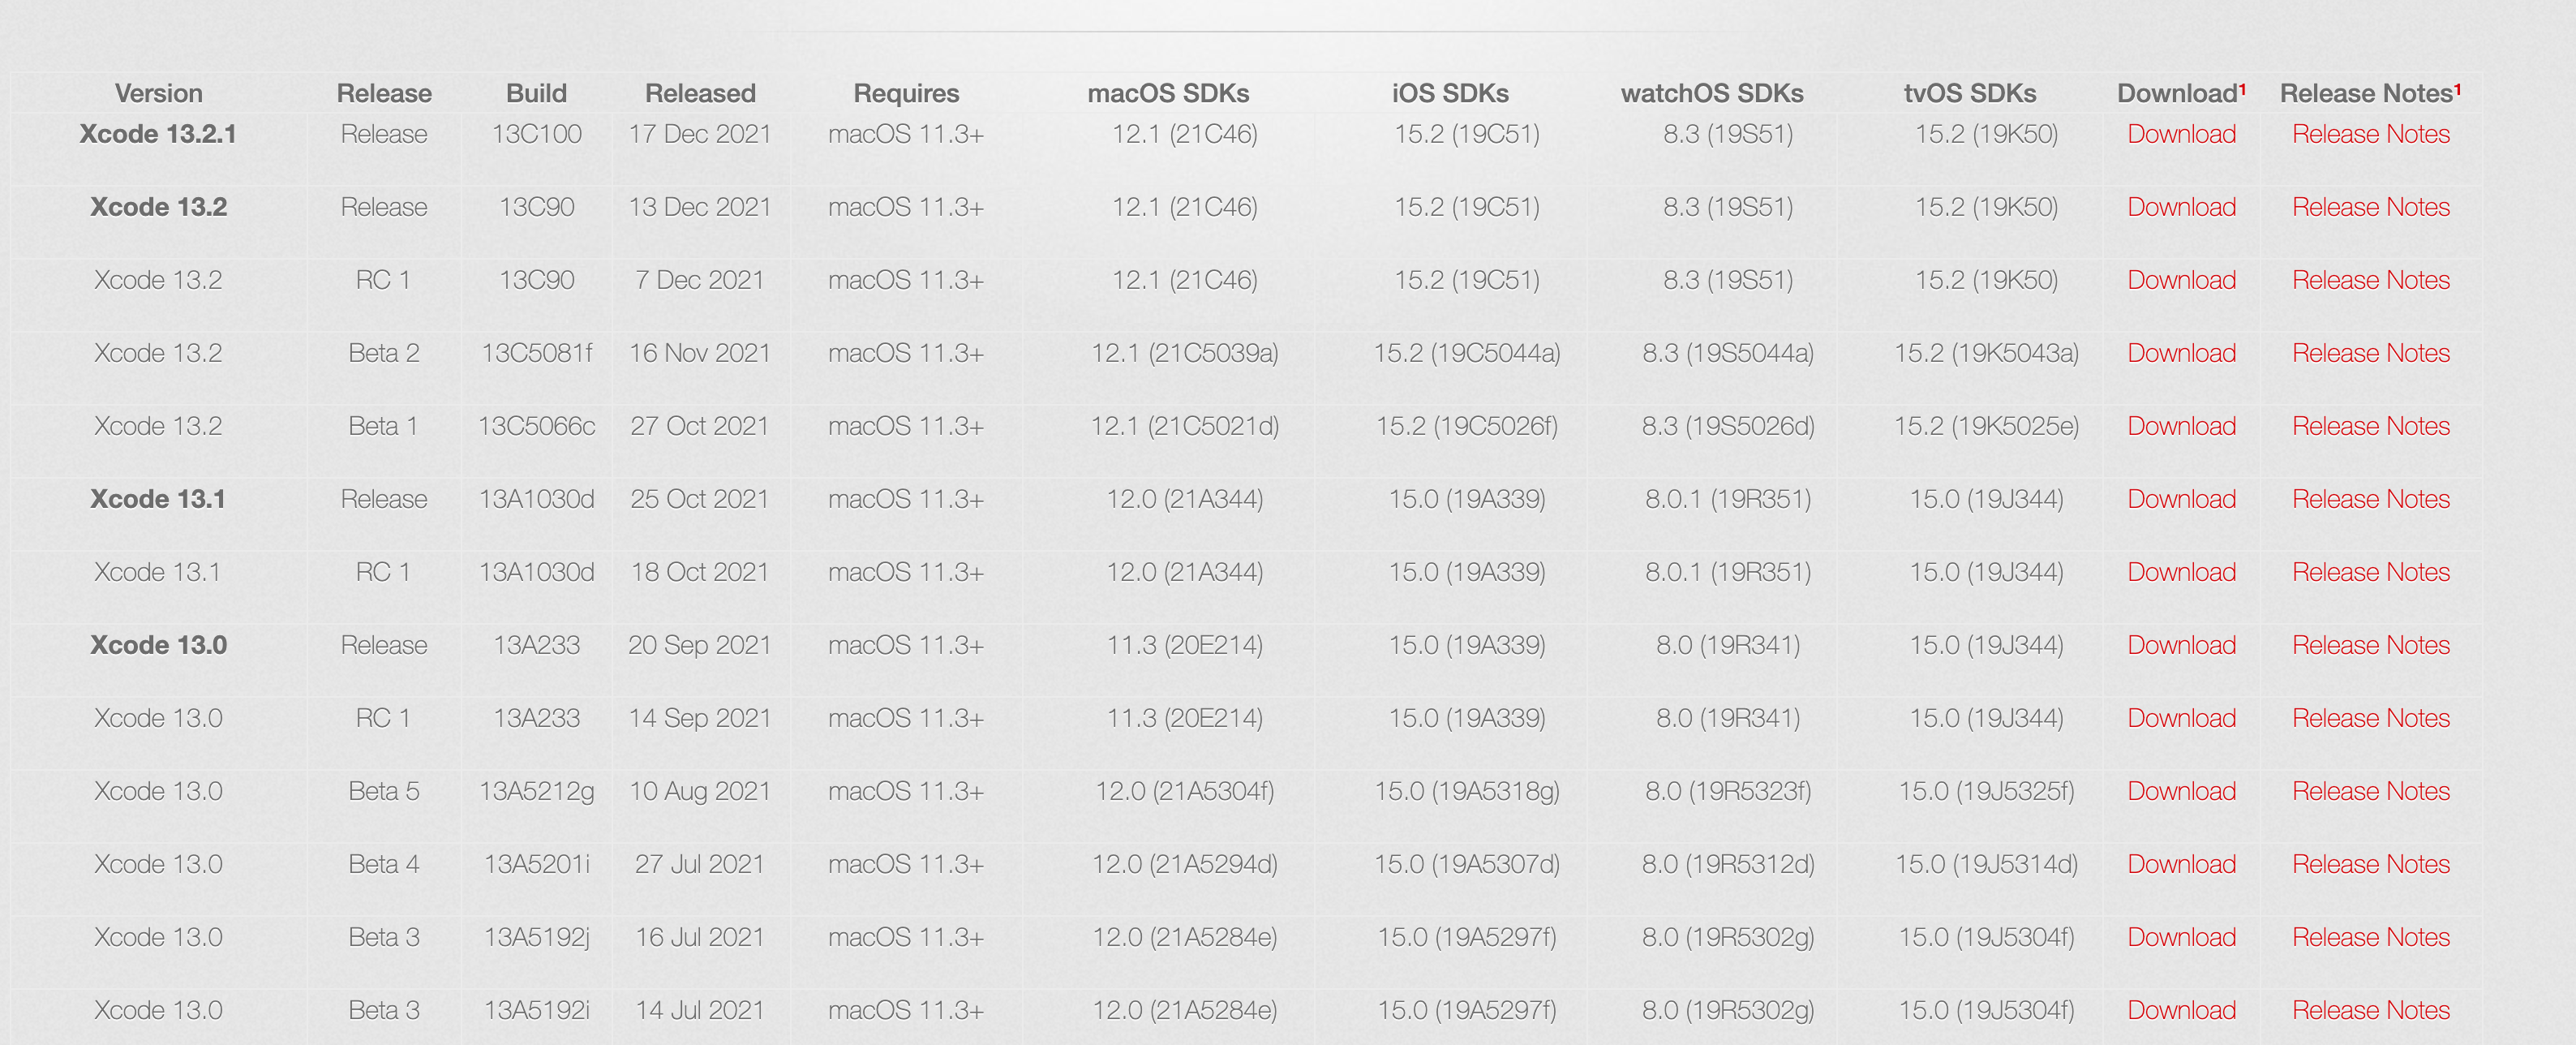 Version Release Build Released Requires macOS SDKs iOS SDKs watchOS SDKs tvOS SDKs Download¹ Release Notes¹
Xcode 13.2.1 Release 13C100 17 Dec 2021 macOS 11.3+ 12.1 (21C46) 15.2 (19C51) 8.3 (19S51) 15.2 (19K50) Download Release Notes
Xcode 13.2 Release 13C90 13 Dec 2021 macOS 11.3+ 12.1 (21C46) 15.2 (19C51) 8.3 (19S51) 15.2 (19K50) Download Release Notes
Xcode 13.2 RC 1 13C90 7 Dec 2021 macOS 11.3+ 12.1 (21C46) 15.2 (19C51) 8.3 (19S51) 15.2 (19K50) Download Release Notes
Xcode 13.2 Beta 2 13C5081f 16 Nov 2021 macOS 11.3+ 12.1 (21C5039a) 15.2 (19C5044a) 8.3 (19S5044a) 15.2 (19K5043a) Download Release Notes
Xcode 13.2 Beta 1 13C5066c 27 Oct 2021 macOS 11.3+ 12.1 (21C5021d) 15.2 (19C5026f) 8.3 (19S5026d) 15.2 (19K5025e) Download Release Notes
Xcode 13.1 Release 13A1030d 25 Oct 2021 macOS 11.3+ 12.0 (21A344) 15.0 (19A339) 8.0.1 (19R351) 15.0 (19J344) Download Release Notes
Xcode 13.1 RC 1 13A1030d 18 Oct 2021 macOS 11.3+ 12.0 (21A344) 15.0 (19A339) 8.0.1 (19R351) 15.0 (19J344) Download Release Notes
Xcode 13.0 Release 13A233 20 Sep 2021 macOS 11.3+ 11.3 (20E214) 15.0 (19A339) 8.0 (19R341) 15.0 (19J344) Download Release Notes
Xcode 13.0 RC 1 13A233 14 Sep 2021 macOS 11.3+ 11.3 (20E214) 15.0 (19A339) 8.0 (19R341) 15.0 (19J344) Download Release Notes
Xcode 13.0 Beta 5 13A5212g 10 Aug 2021 macOS 11.3+ 12.0 (21A5304f) 15.0 (19A5318g) 8.0 (19R5323f) 15.0 (19J5325f) Download Release Notes
Xcode 13.0 Beta 4 13A5201i 27 Jul 2021 macOS 11.3+ 12.0 (21A5294d) 15.0 (19A5307d) 8.0 (19R5312d) 15.0 (19J5314d) Download Release Notes
Xcode 13.0 Beta 3 13A5192j 16 Jul 2021 macOS 11.3+ 12.0 (21A5284e) 15.0 (19A5297f) 8.0 (19R5302g) 15.0 (19J5304f) Download Release Notes
Xcode 13.0 Beta 3 13A5192i 14 Jul 2021 macOS 11.3+ 12.0 (21A5284e) 15.0 (19A5297f) 8.0 (19R5302g) 15.0 (19J5304f) Download Release Notes